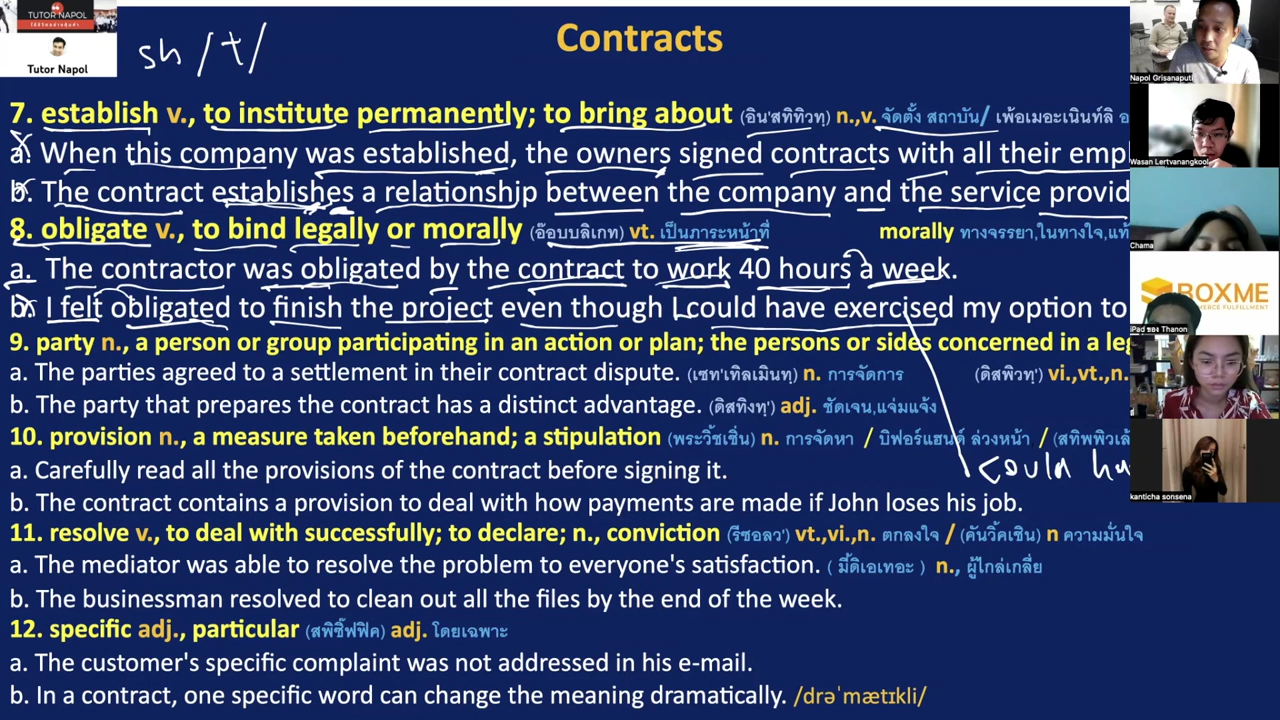 TUTOR NAPOL
Tutor Napol
sh /t/
Contracts
7. establish v., to institute permanently; to bring about (อิน'สทิทิวทฺ) n.,v. จัดตั้ง สถาบัน/ เพ้อเมอะเนินท์ลิ อ
a. When this company was established, the owners signed contracts with all their emp
b. The contract establishes a relationship between the company and the service provid
8. obligate v., to bind legally or morally (อ๊อบบลิเกท) vt. เป็นภาระหน้าที่ morally ทางจรรยา,ในทางใจ,แท้
a. The contractor was obligated by the contract to work 40 hours a week.
b. I felt obligated to finish the project even though I could have exercised my option to
9. party n., a person or group participating in an action or plan; the persons or sides concerned in a leg
a. The parties agreed to a settlement in their contract dispute. (เซท'เทิลเมินทฺ) n. การจัดการ (ดิสพิวทฺ') vi.,vt.,n.
b. The party that prepares the contract has a distinct advantage. (ดิสทิงทฺ') adj. ชัดเจน,แจ่มแจ้ง
10. provision n., a measure taken beforehand; a stipulation (พระวิ้ชเชิ่น) n. การจัดหา / บิฟอร์แฮนด์ ล่วงหน้า / (สทิพพิวเล้
a. Carefully read all the provisions of the contract before signing it.
could ha
b. The contract contains a provision to deal with how payments are made if John loses his job.
11. resolve v., to deal with successfully; to declare; n., conviction (รีซอลว') vt.,vi.,n. ตกลงใจ / (คันวิ้คเชิน) n ความมั่นใจ
a. The mediator was able to resolve the problem to everyone's satisfaction. ( มี้ดิเอเทอะ ) n., ผู้ไกล่เกลี่ย
b. The businessman resolved to clean out all the files by the end of the week.
12. specific adj., particular (สพิซิ๊ฟฟิค) adj. โดยเฉพาะ
a. The customer's specific complaint was not addressed in his e-mail.
b. In a contract, one specific word can change the meaning dramatically. /drəˈmætɪkli/
Napol Grisanaputi
Wasan Lertvanangkool
Chama
BOXME
iPad ของ Thanon
kanticha sonsena